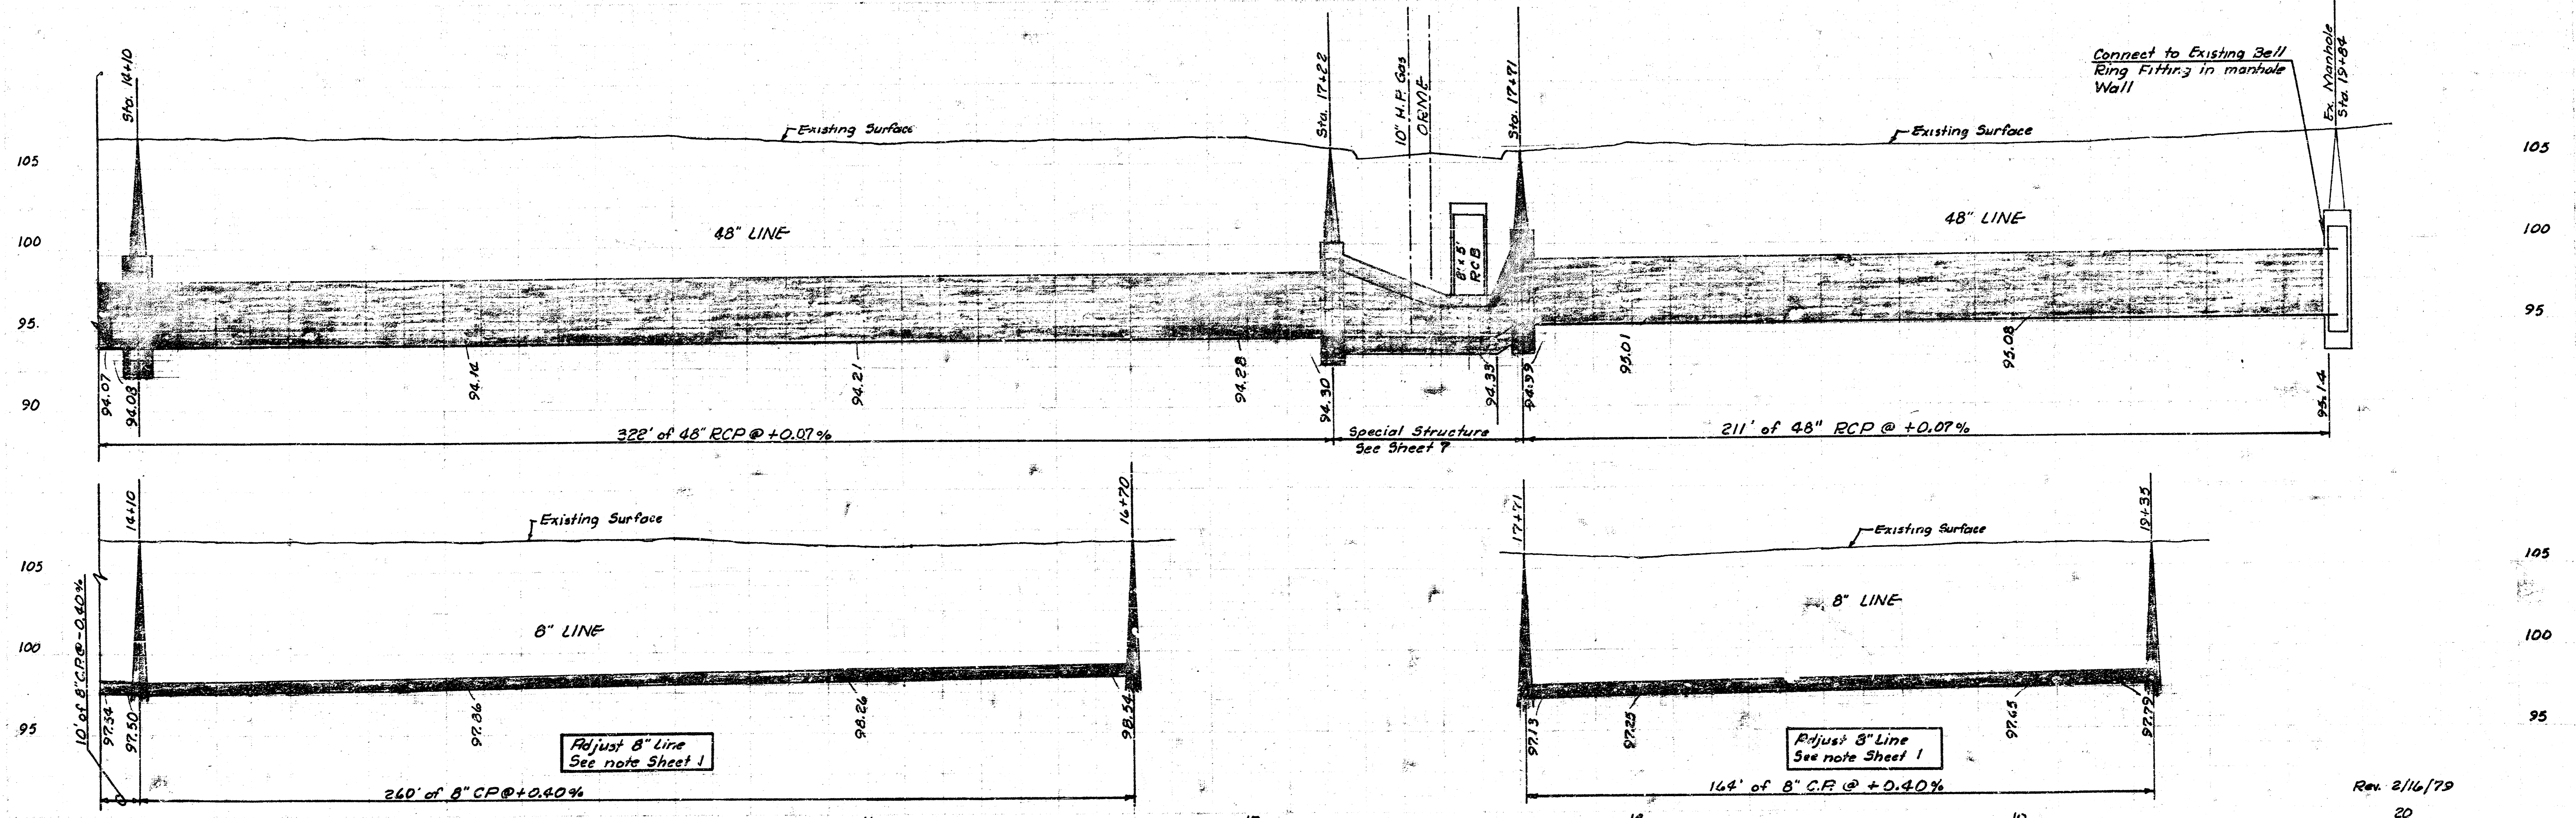 Sta. 14+10
Sta. 17+22
10" H.P. Gas
ORME
Sta. 17+71
Connect to Existing Bell
Ring Fitting in manhole
Wall
Ex. Manhole
Sta. 19+84
Existing Surface
Existing Surface
105
105
48" LINE
48" LINE
100
100
8' x 5'
RCB
95.
95
90
94.07
94.08
94.14
94.21
94.28
94.30
94.33
94.99
95.01
95.08
95.14
322' of 48" RCP @ +0.07%
Special Structure
See Sheet 7
211' of 48" RCP @ +0.07%
14+10
16+70
17+71
19+35
Existing Surface
Existing Surface
105
105
8" LINE
8" LINE
100
100
10' of 8" C.P. @ -0.40%
95
95
97.54
97.50
97.86
98.26
98.54
97.13
97.25
97.65
97.79
Adjust 8" Line
See note Sheet 1
Adjust 8" Line
See note Sheet 1
260' of 8" CP @ +0.40%
164' of 8" C.P. @ +0.40%
Rev. 2/16/79
20